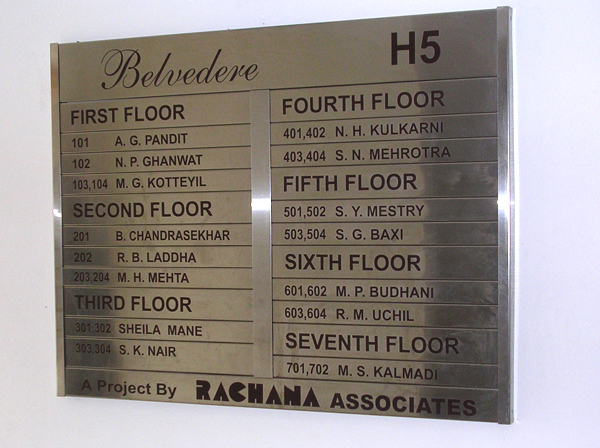 Belvedere H5
FIRST FLOOR
101 A. G. PANDIT
102 N. P. GHANWAT
103,104 M. G. KOTTEYIL
SECOND FLOOR
201 B. CHANDRASEKHAR
202 R. B. LADDHA
203,204 M. H. MEHTA
THIRD FLOOR
301,302 SHEILA MANE
303,304 S. K. NAIR
FOURTH FLOOR
401,402 N. H. KULKARNI
403,404 S. N. MEHROTRA
FIFTH FLOOR
501,502 S. Y. MESTRY
503,504 S. G. BAXI
SIXTH FLOOR
601,602 M. P. BUDHANI
603,604 R. M. UCHIL
SEVENTH FLOOR
701,702 M. S. KALMADI
A Project By RACHANA ASSOCIATES